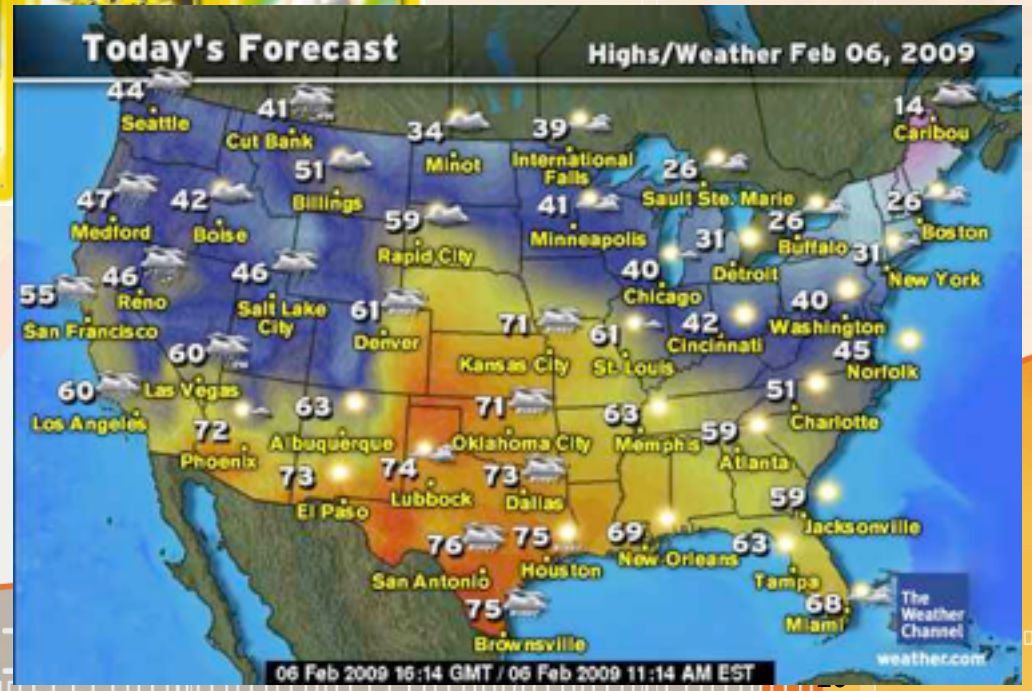 Today's Forecast
Highs/Weather Feb 06, 2009
44
Seattle
41
Cut Bank
34
Minot
39
International
Falls
14
Caribou
51
Billings
26
Sault Ste. Marie
47
Medford
42
Boise
59
Rapid City
41
Minneapolis
31
Detroit
26
Buffalo
26
Boston
31
New York
55
San Francisco
46
Reno
46
Salt Lake
City
61
Denver
40
Chicago
42
Cincinnati
40
Washington
71
Kansas City
61
St. Louis
45
Norfolk
60
Las Vegas
60
Los Angeles
63
Albuquerque
71
Oklahoma City
63
Memphis
51
Charlotte
59
Atlanta
72
Phoenix
73
El Paso
74
Lubbock
73
Dallas
59
Jacksonville
76
San Antonio
75
Houston
69
New Orleans
63
Tampa
75
Brownsville
68
Miami
The
Weather
Channel
weather.com
06 Feb 2009 16:14 GMT / 06 Feb 2009 11:14 AM EST